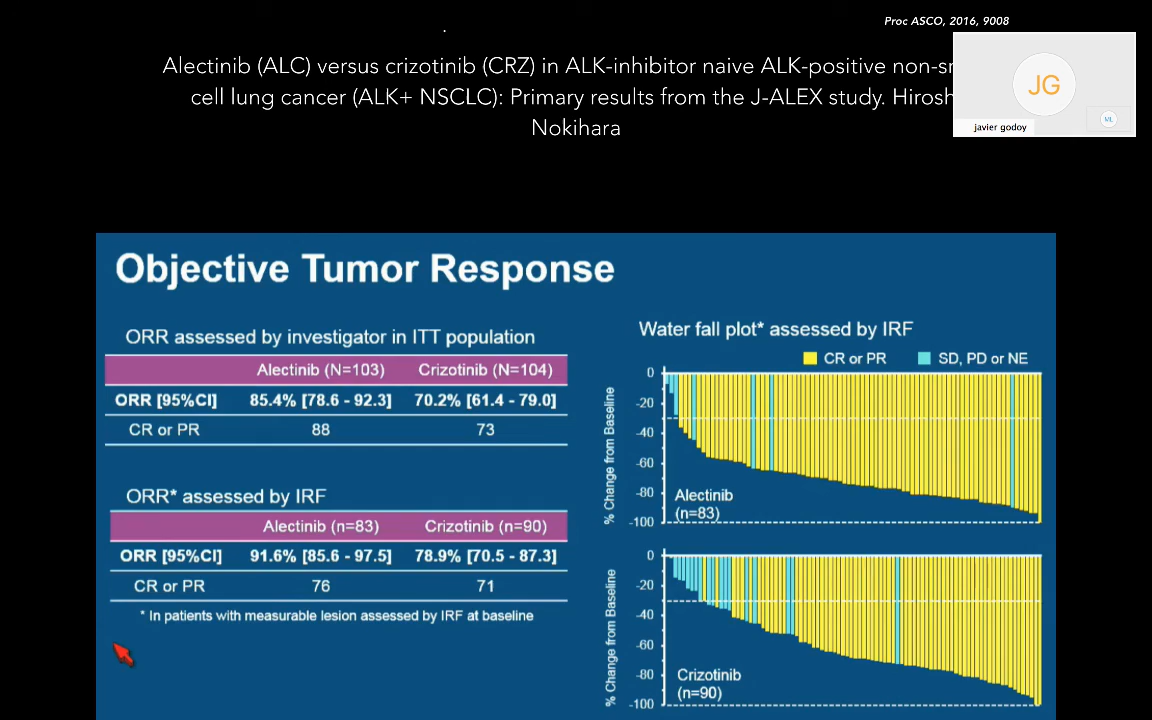 Proc ASCO, 2016, 9008
Alectinib (ALC) versus crizotinib (CRZ) in ALK-inhibitor naive ALK-positive non-
cell lung cancer (ALK+ NSCLC): Primary results from the J-ALEX study.
Nokihara
JG
ML
javier godoy
Objective Tumor Response
ORR assessed by investigator in ITT population
Alectinib (N=103) Crizotinib (N=104)
ORR [95%CI] 85.4% [78.6 - 92.3] 70.2% [61.4 - 79.0]
CR or PR 88 73
ORR* assessed by IRF
Alectinib (n=83) Crizotinib (n=90)
ORR [95%CI] 91.6% [85.6 - 97.5] 78.9% [70.5 - 87.3]
CR or PR 76 71
* In patients with measurable lesion assessed by IRF at baseline
Water fall plot* assessed by IRF
CR or PR SD, PD or NE
% Change from Baseline
0
-20
-40
-60
-80
-100
Alectinib
(n=83)
% Change from Baseline
0
-20
-40
-60
-80
-100
Crizotinib
(n=90)